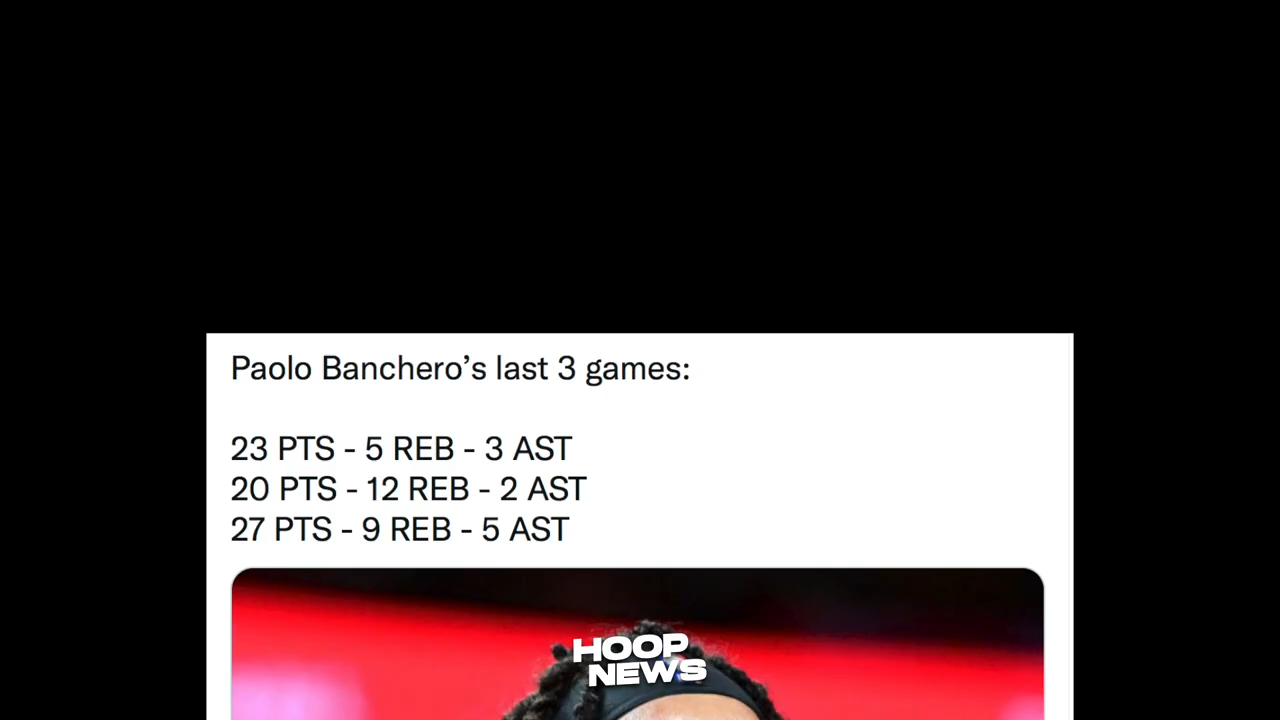 Paolo Banchero’s last 3 games:
23 PTS - 5 REB - 3 AST
20 PTS - 12 REB - 2 AST
27 PTS - 9 REB - 5 AST
HOOP
NEWS